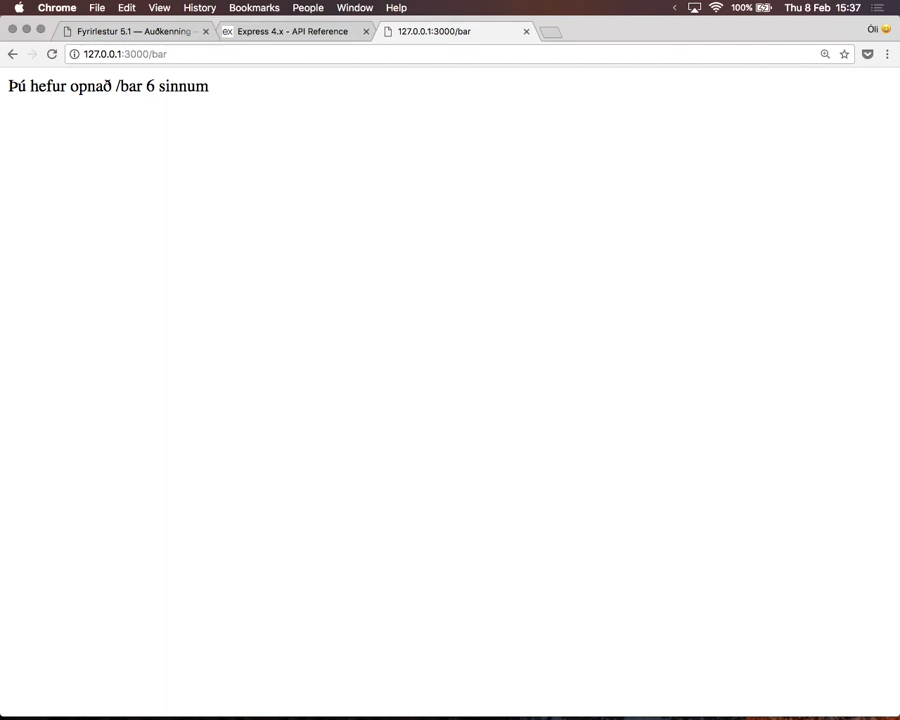 Chrome File Edit View History Bookmarks People Window Help 100% Thu 8 Feb 15:37
Fyrirlestur 5.1 — Auðkenning – Express 4.x - API Reference 127.0.0.1:3000/bar Óli
127.0.0.1:3000/bar
Þú hefur opnað /bar 6 sinnum